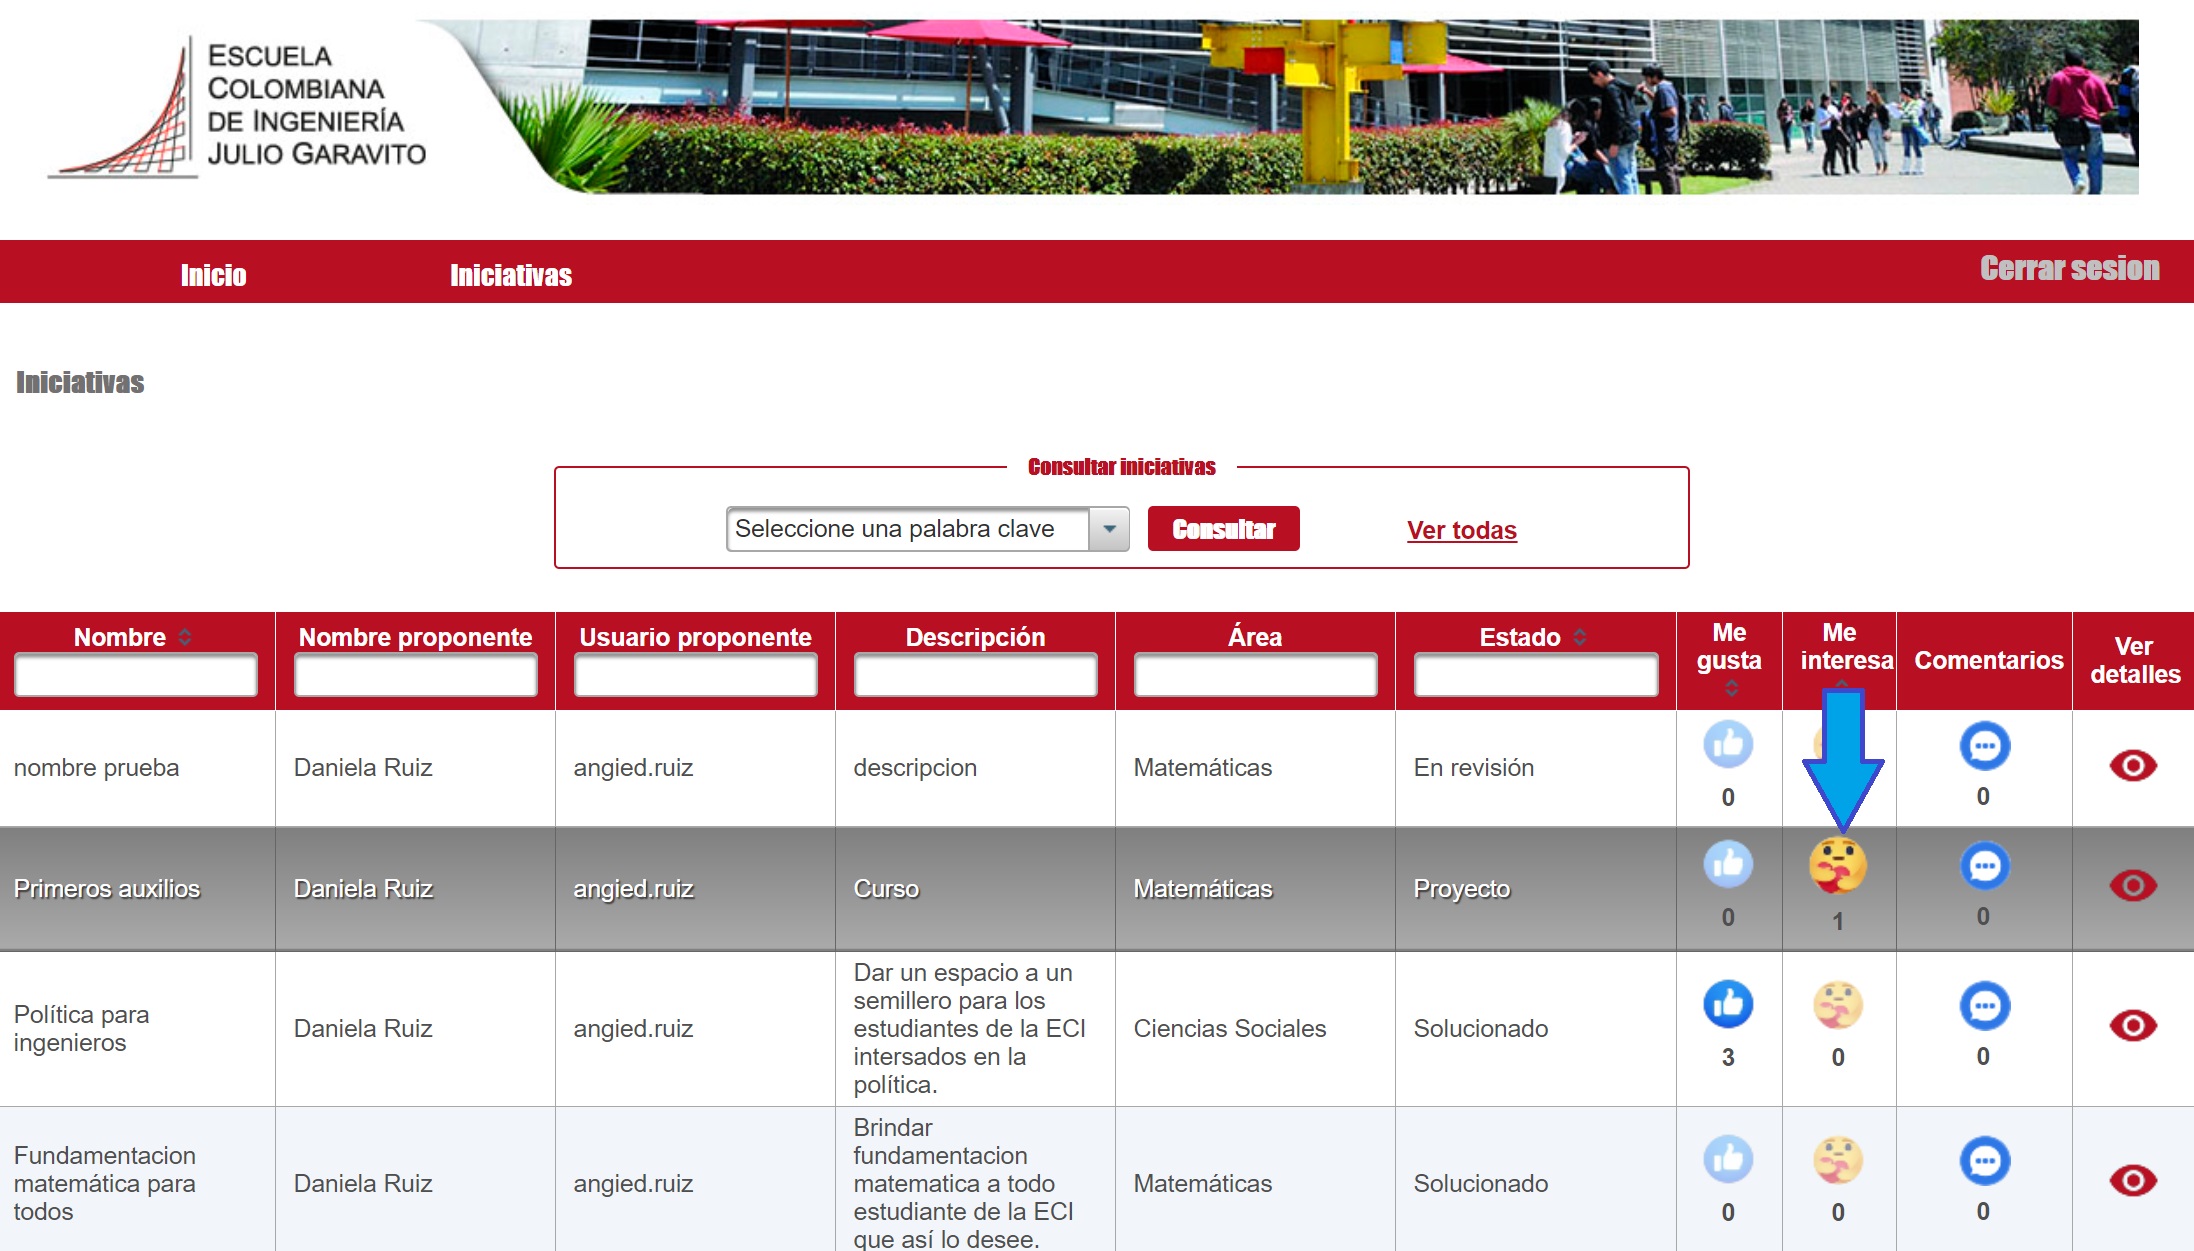 ESCUELA
COLOMBIANA
DE INGENIERÍA
JULIO GARAVITO
Inicio Iniciativas Cerrar sesion
Iniciativas
Consultar iniciativas
Seleccione una palabra clave Consultar Ver todas
Nombre Nombre proponente Usuario proponente Descripción Área Estado Me gusta Me interesa Comentarios Ver detalles
nombre prueba Daniela Ruiz angied.ruiz descripcion Matemáticas En revisión 0 0
Primeros auxilios Daniela Ruiz angied.ruiz Curso Matemáticas Proyecto 0 1 0
Política para
ingenieros
Daniela Ruiz angied.ruiz
Dar un espacio a un
semillero para los
estudiantes de la ECI
intersados en la
política.
Ciencias Sociales Solucionado 3 0 0
Fundamentacion
matemática para
todos
Daniela Ruiz angied.ruiz
Brindar
fundamentacion
matematica a todo
estudiante de la ECI
que así lo desee.
Matemáticas Solucionado 0 0 0